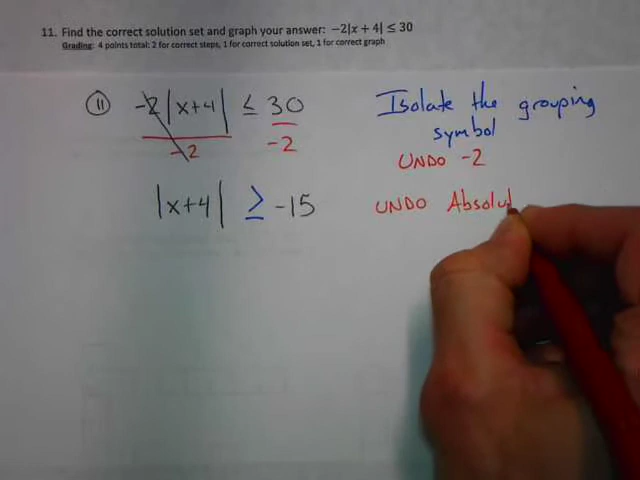 11. Find the correct solution set and graph your answer: −2|x + 4| ≤ 30
Grading: 4 points total: 2 for correct steps, 1 for correct solution set, 1 for correct graph
11 -2|x+4| ≤ 30
-2 -2
|x+4| ≥ -15
Isolate the grouping
symbol
UNDO -2
UNDO Absolu